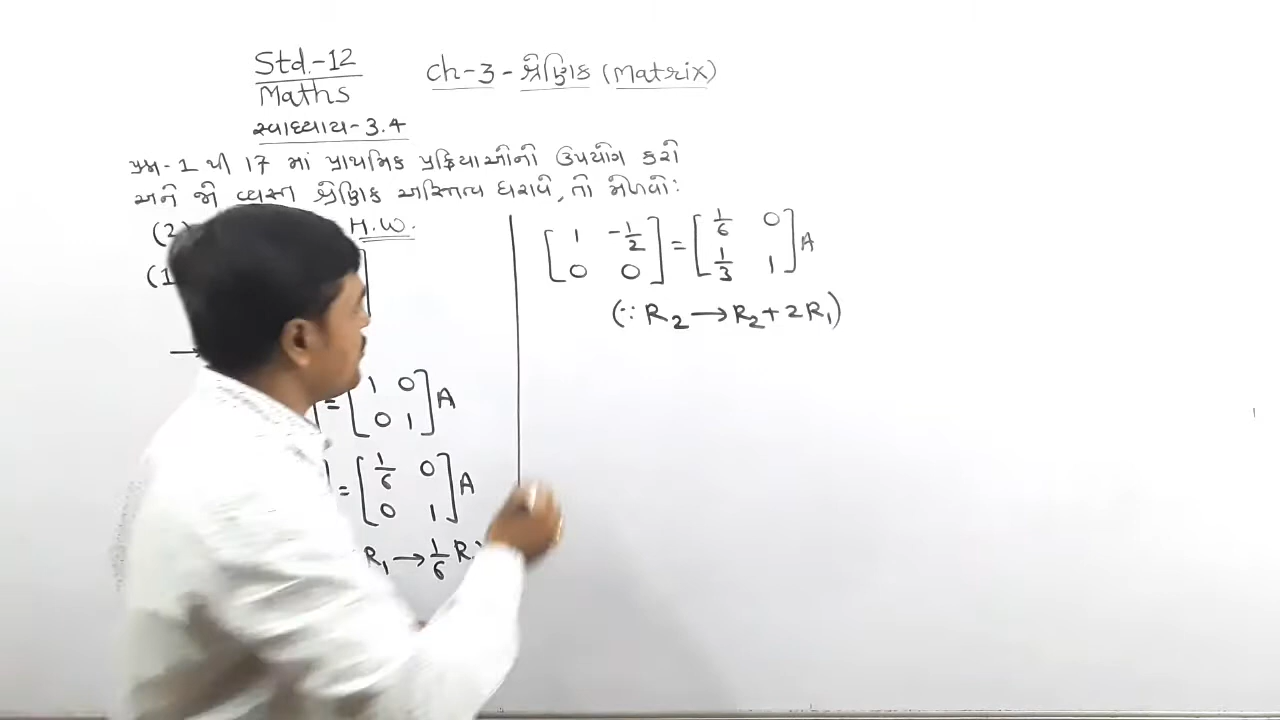 Std.-12
Maths
Ch-3-શ્રેણિક (Matrix)
સ્વાધ્યાય-3.4
પ્રશ્ન-1 થી 17 માં પ્રાથમિક પ્રક્રિયાઓનો ઉપયોગ કરો
અને જો વ્યસ્ત શ્રેણિક અસ્તિત્વ ધરાવે, તો મેળવો:
(2) H.W.
(1
→
= [1 0
0 1] A
= [1/6 0
0 1] A
R₁ → 1/6 R
[1 -1/2
0 0] = [1/6 0
1/3 1] A
(∵ R₂ → R₂ + 2R₁)